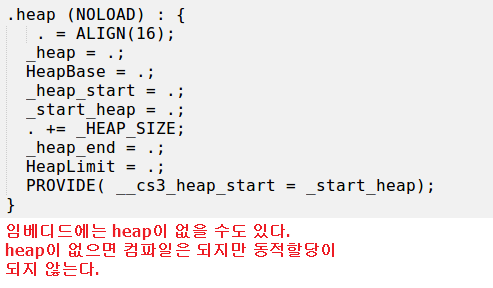 .heap (NOLOAD) : {
. = ALIGN(16);
_heap = .;
HeapBase = .;
_heap_start = .;
_start_heap = .;
. += _HEAP_SIZE;
_heap_end = .;
HeapLimit = .;
PROVIDE( __cs3_heap_start = _start_heap);
}
임베디드에는 heap이 없을 수도 있다.
heap이 없으면 컴파일은 되지만 동적할당이
되지 않는다.